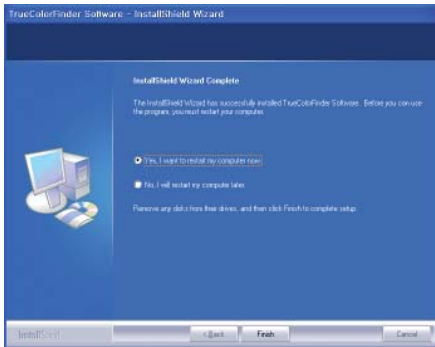 TrueColorFinder Software - InstallShield Wizard
InstallShield Wizard Complete
The InstallShield Wizard has successfully installed TrueColorFinder Software. Before you can use
the program, you must restart your computer.
Yes, I want to restart my computer now.
No, I will restart my computer later.
Remove any disks from their drives, and then click Finish to complete setup.
InstallShield
< Back
Finish
Cancel